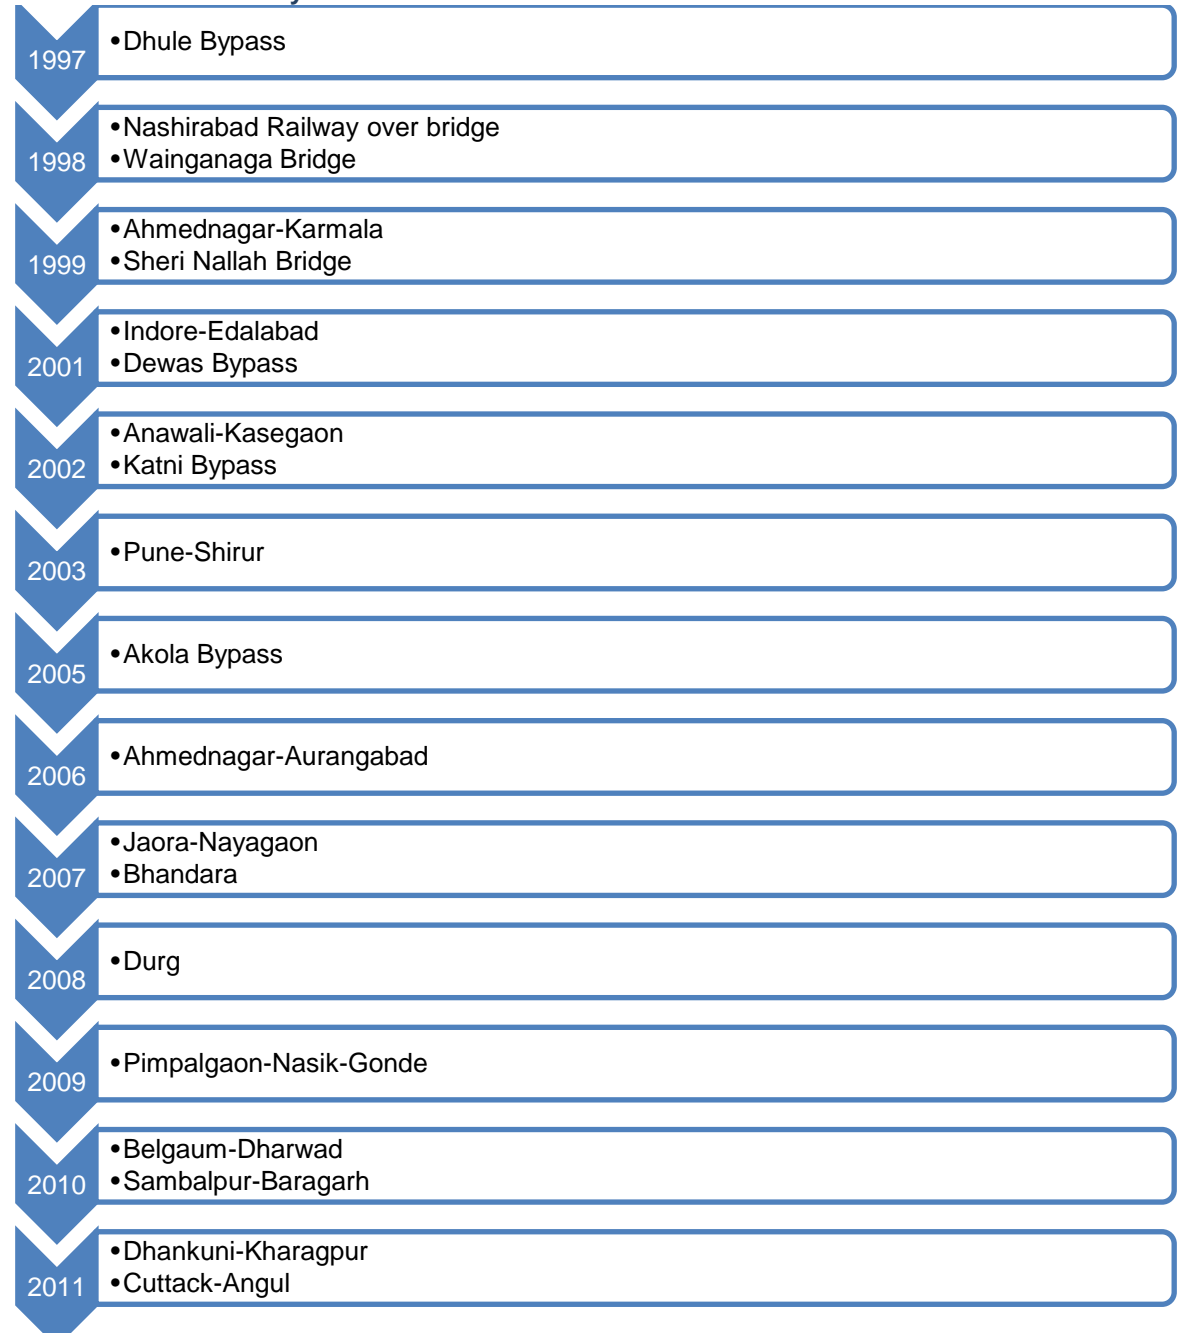 1997
•Dhule Bypass
1998
•Nashirabad Railway over bridge
•Wainganaga Bridge
1999
•Ahmednagar-Karmala
•Sheri Nallah Bridge
2001
•Indore-Edalabad
•Dewas Bypass
2002
•Anawali-Kasegaon
•Katni Bypass
2003
•Pune-Shirur
2005
•Akola Bypass
2006
•Ahmednagar-Aurangabad
2007
•Jaora-Nayagaon
•Bhandara
2008
•Durg
2009
•Pimpalgaon-Nasik-Gonde
2010
•Belgaum-Dharwad
•Sambalpur-Baragarh
2011
•Dhankuni-Kharagpur
•Cuttack-Angul